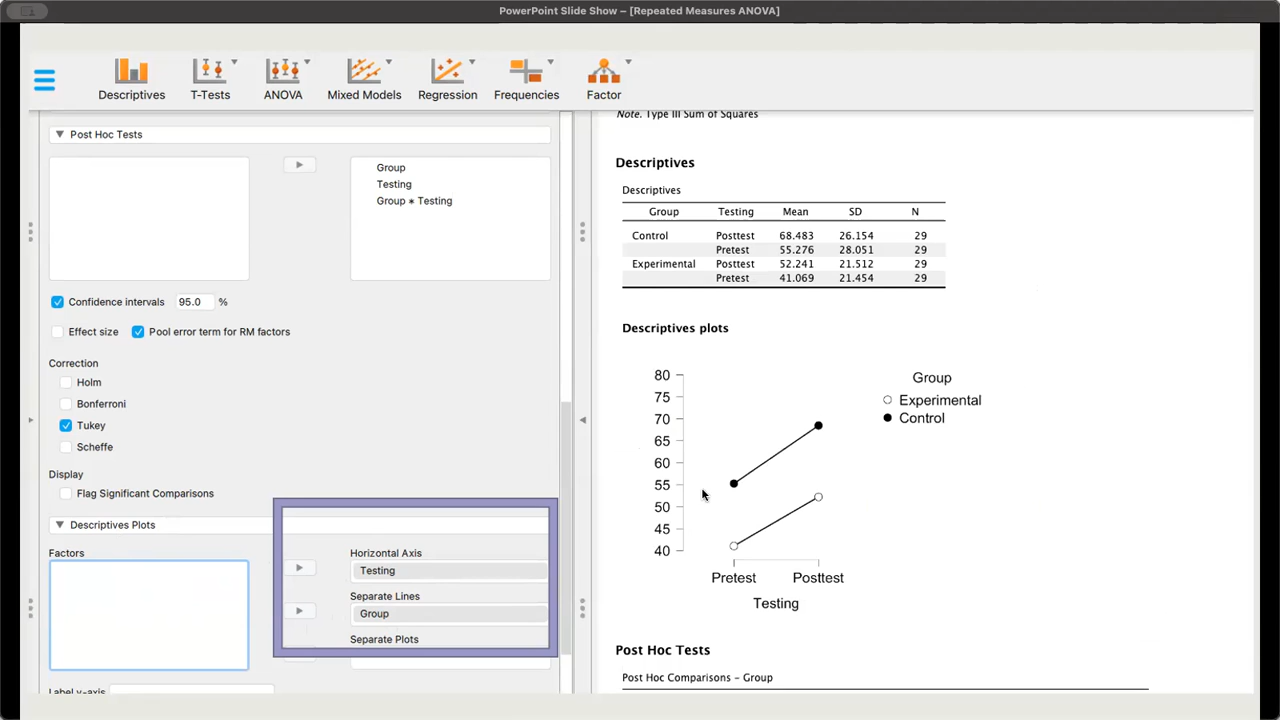 PowerPoint Slide Show – [Repeated Measures ANOVA]
Descriptives T-Tests ANOVA Mixed Models Regression Frequencies Factor
Post Hoc Tests
Group
Testing
Group * Testing
Confidence intervals 95.0 %
Effect size Pool error term for RM factors
Correction
Holm
Bonferroni
Tukey
Scheffe
Display
Flag Significant Comparisons
Descriptives Plots
Factors
Horizontal Axis
Testing
Separate Lines
Group
Separate Plots
Label y-axis
Note. Type III Sum of Squares
Descriptives
Descriptives
Group Testing Mean SD N
Control Posttest 68.483 26.154 29
Pretest 55.276 28.051 29
Experimental Posttest 52.241 21.512 29
Pretest 41.069 21.454 29
Descriptives plots
80
75
70
65
60
55
50
45
40
Pretest Posttest
Testing
Group
Experimental
Control
Post Hoc Tests
Post Hoc Comparisons – Group